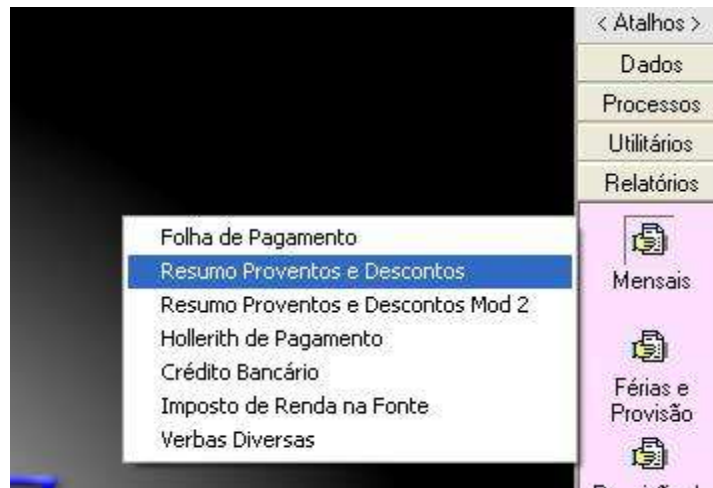 < Atalhos >
Dados
Processos
Utilitários
Relatórios
Folha de Pagamento
Resumo Proventos e Descontos
Resumo Proventos e Descontos Mod 2
Hollerith de Pagamento
Crédito Bancário
Imposto de Renda na Fonte
Verbas Diversas
Mensais
Férias e
Provisão